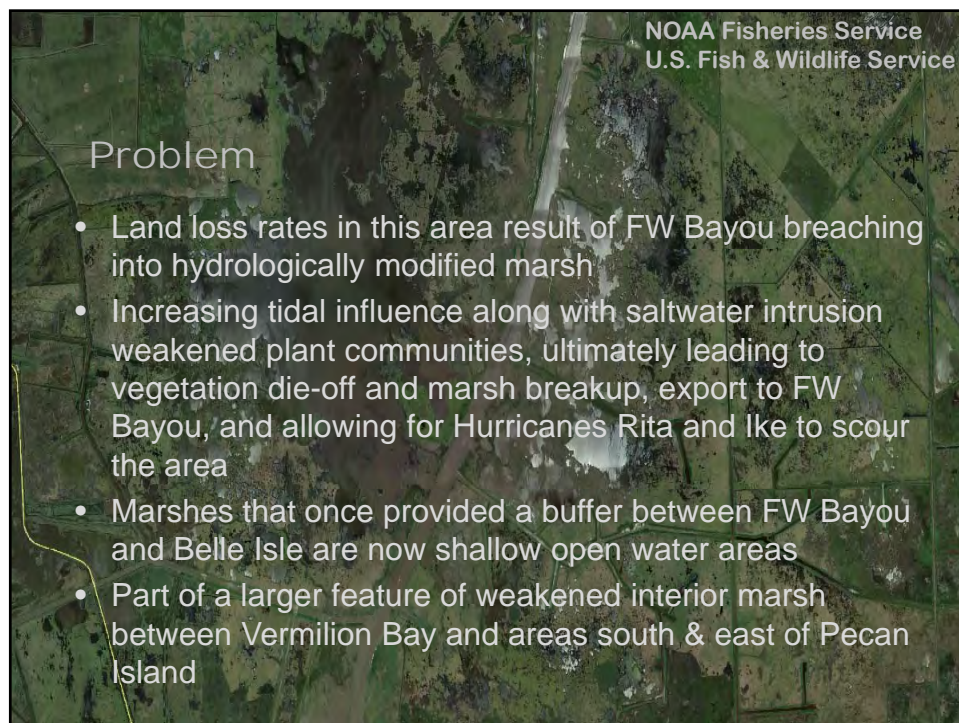 NOAA Fisheries Service
U.S. Fish & Wildlife Service
Problem
• Land loss rates in this area result of FW Bayou breaching
into hydrologically modified marsh
• Increasing tidal influence along with saltwater intrusion
weakened plant communities, ultimately leading to
vegetation die-off and marsh breakup, export to FW
Bayou, and allowing for Hurricanes Rita and Ike to scour
the area
• Marshes that once provided a buffer between FW Bayou
and Belle Isle are now shallow open water areas
• Part of a larger feature of weakened interior marsh
between Vermilion Bay and areas south & east of Pecan
Island